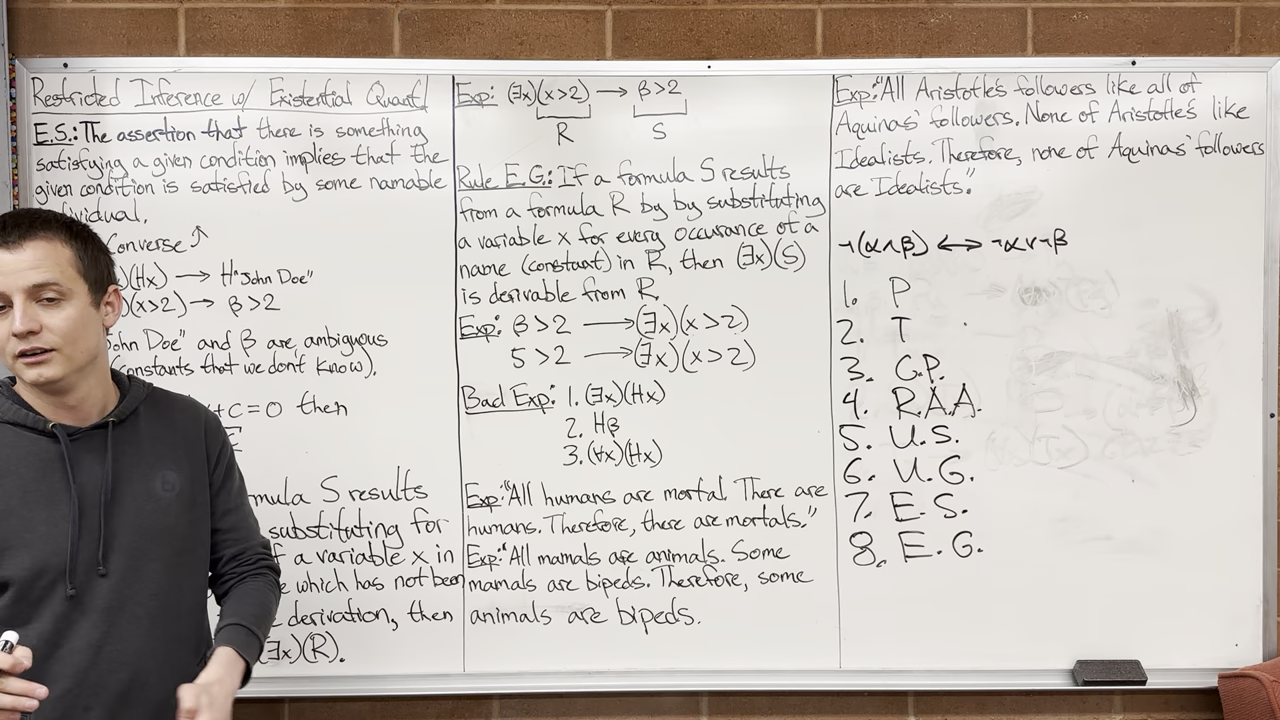 Restricted Inference w/ Existential Quant/
E.S.: The assertion that there is something
satisfying a given condition implies that the
given condition is satisfied by some namable
individual.
Converse ↑
)(Hx) → H"John Doe"
)(x>2) → β>2
"John Doe" and β are ambiguous
constants that we don't know).
+c=0 then
mula S results
substituting for
f a variable x in
e which has not been
derivation, then
(∃x)(R).
Exp: (∃x)(x>2) → β>2
R S
Rule E.G.: If a formula S results
from a formula R by by substituting
a variable x for every occurance of a
name (constant) in R, then (∃x)(S)
is derivable from R
Exp: β>2 → (∃x)(x>2)
5>2 → (∃x)(x>2)
Bad Exp: 1. (∃x)(Hx)
2. Hβ
3. (∀x)(Hx)
Exp: "All humans are mortal. There are
humans. Therefore, there are mortals."
Exp: "All mamals are animals. Some
mamals are bipeds. Therefore, some
animals are bipeds.
Exp: "All Aristotle's followers like all of
Aquinas' followers. None of Aristotle's like
Idealists. Therefore, none of Aquinas' followers
are Idealists."
¬(α∧β) ↔ ¬α∨¬β
1. P
2. T
3. C.P.
4. R.A.A.
5. U.S.
6. U.G.
7. E.S.
8. E.G.